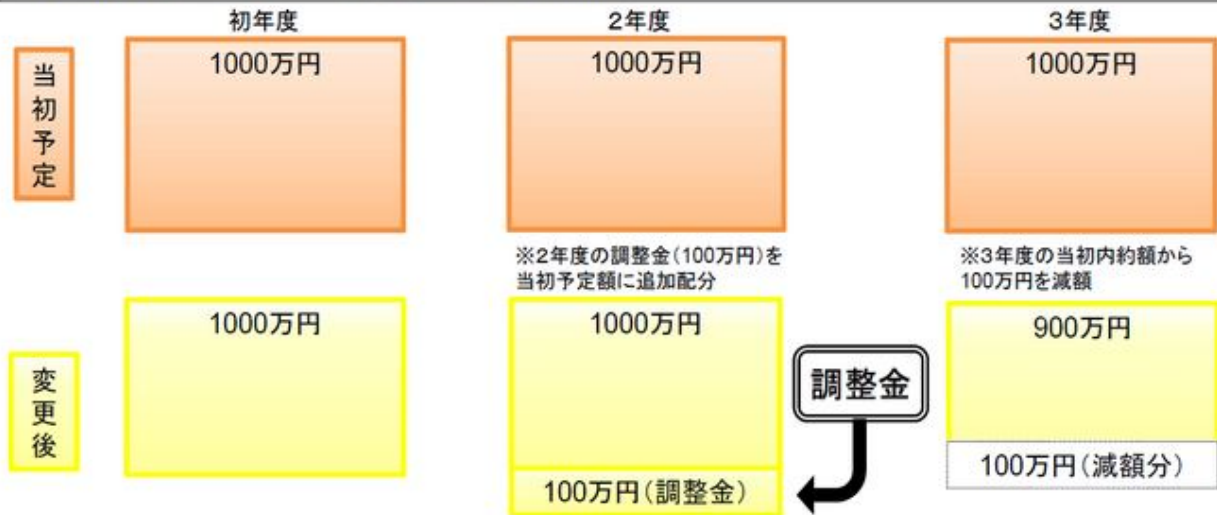 初年度
2年度
3年度
当初予定
1000万円
1000万円
1000万円
※2年度の調整金(100万円)を
当初予定額に追加配分
※3年度の当初内約額から
100万円を減額
変更後
1000万円
1000万円
100万円(調整金)
調整金
900万円
100万円(減額分)